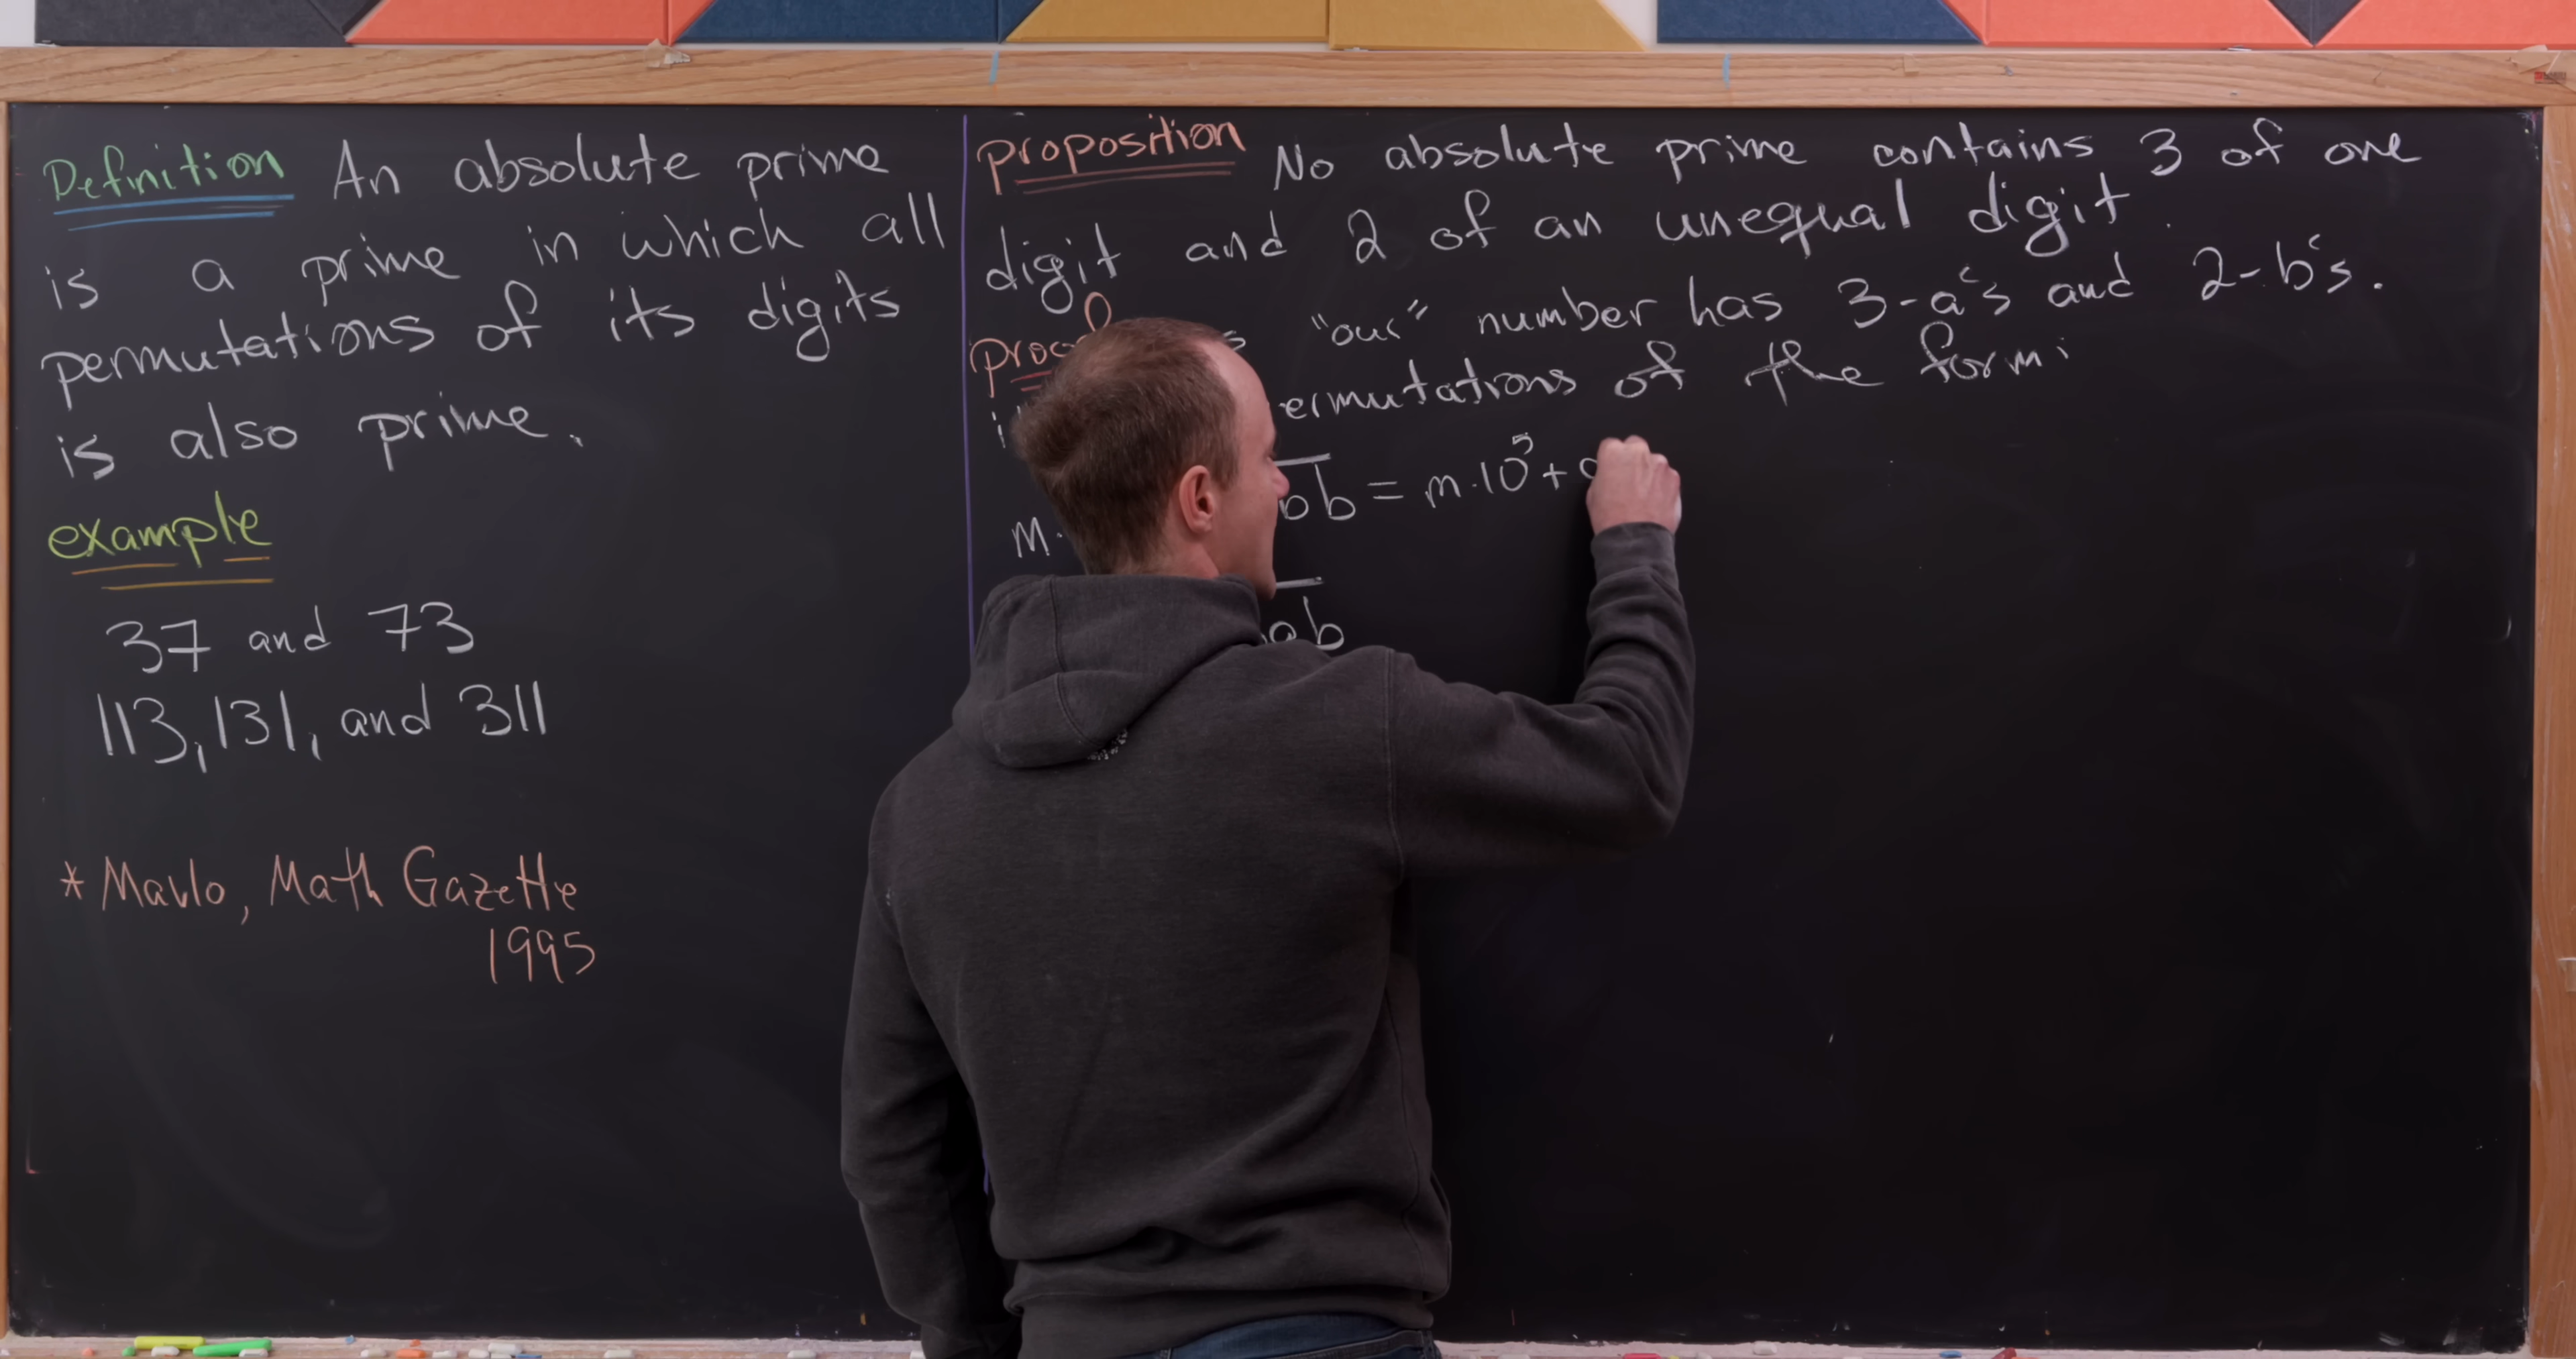 Definition An absolute prime
is a prime in which all
permutations of its digits
is also prime.
example
37 and 73
113, 131, and 311
* Mavlo, Math Gazette
1995
proposition No absolute prime contains 3 of one
digit and 2 of an unequal digit.
"our" number has 3-a's and 2-b's.
of the form:
= m·10⁵ +